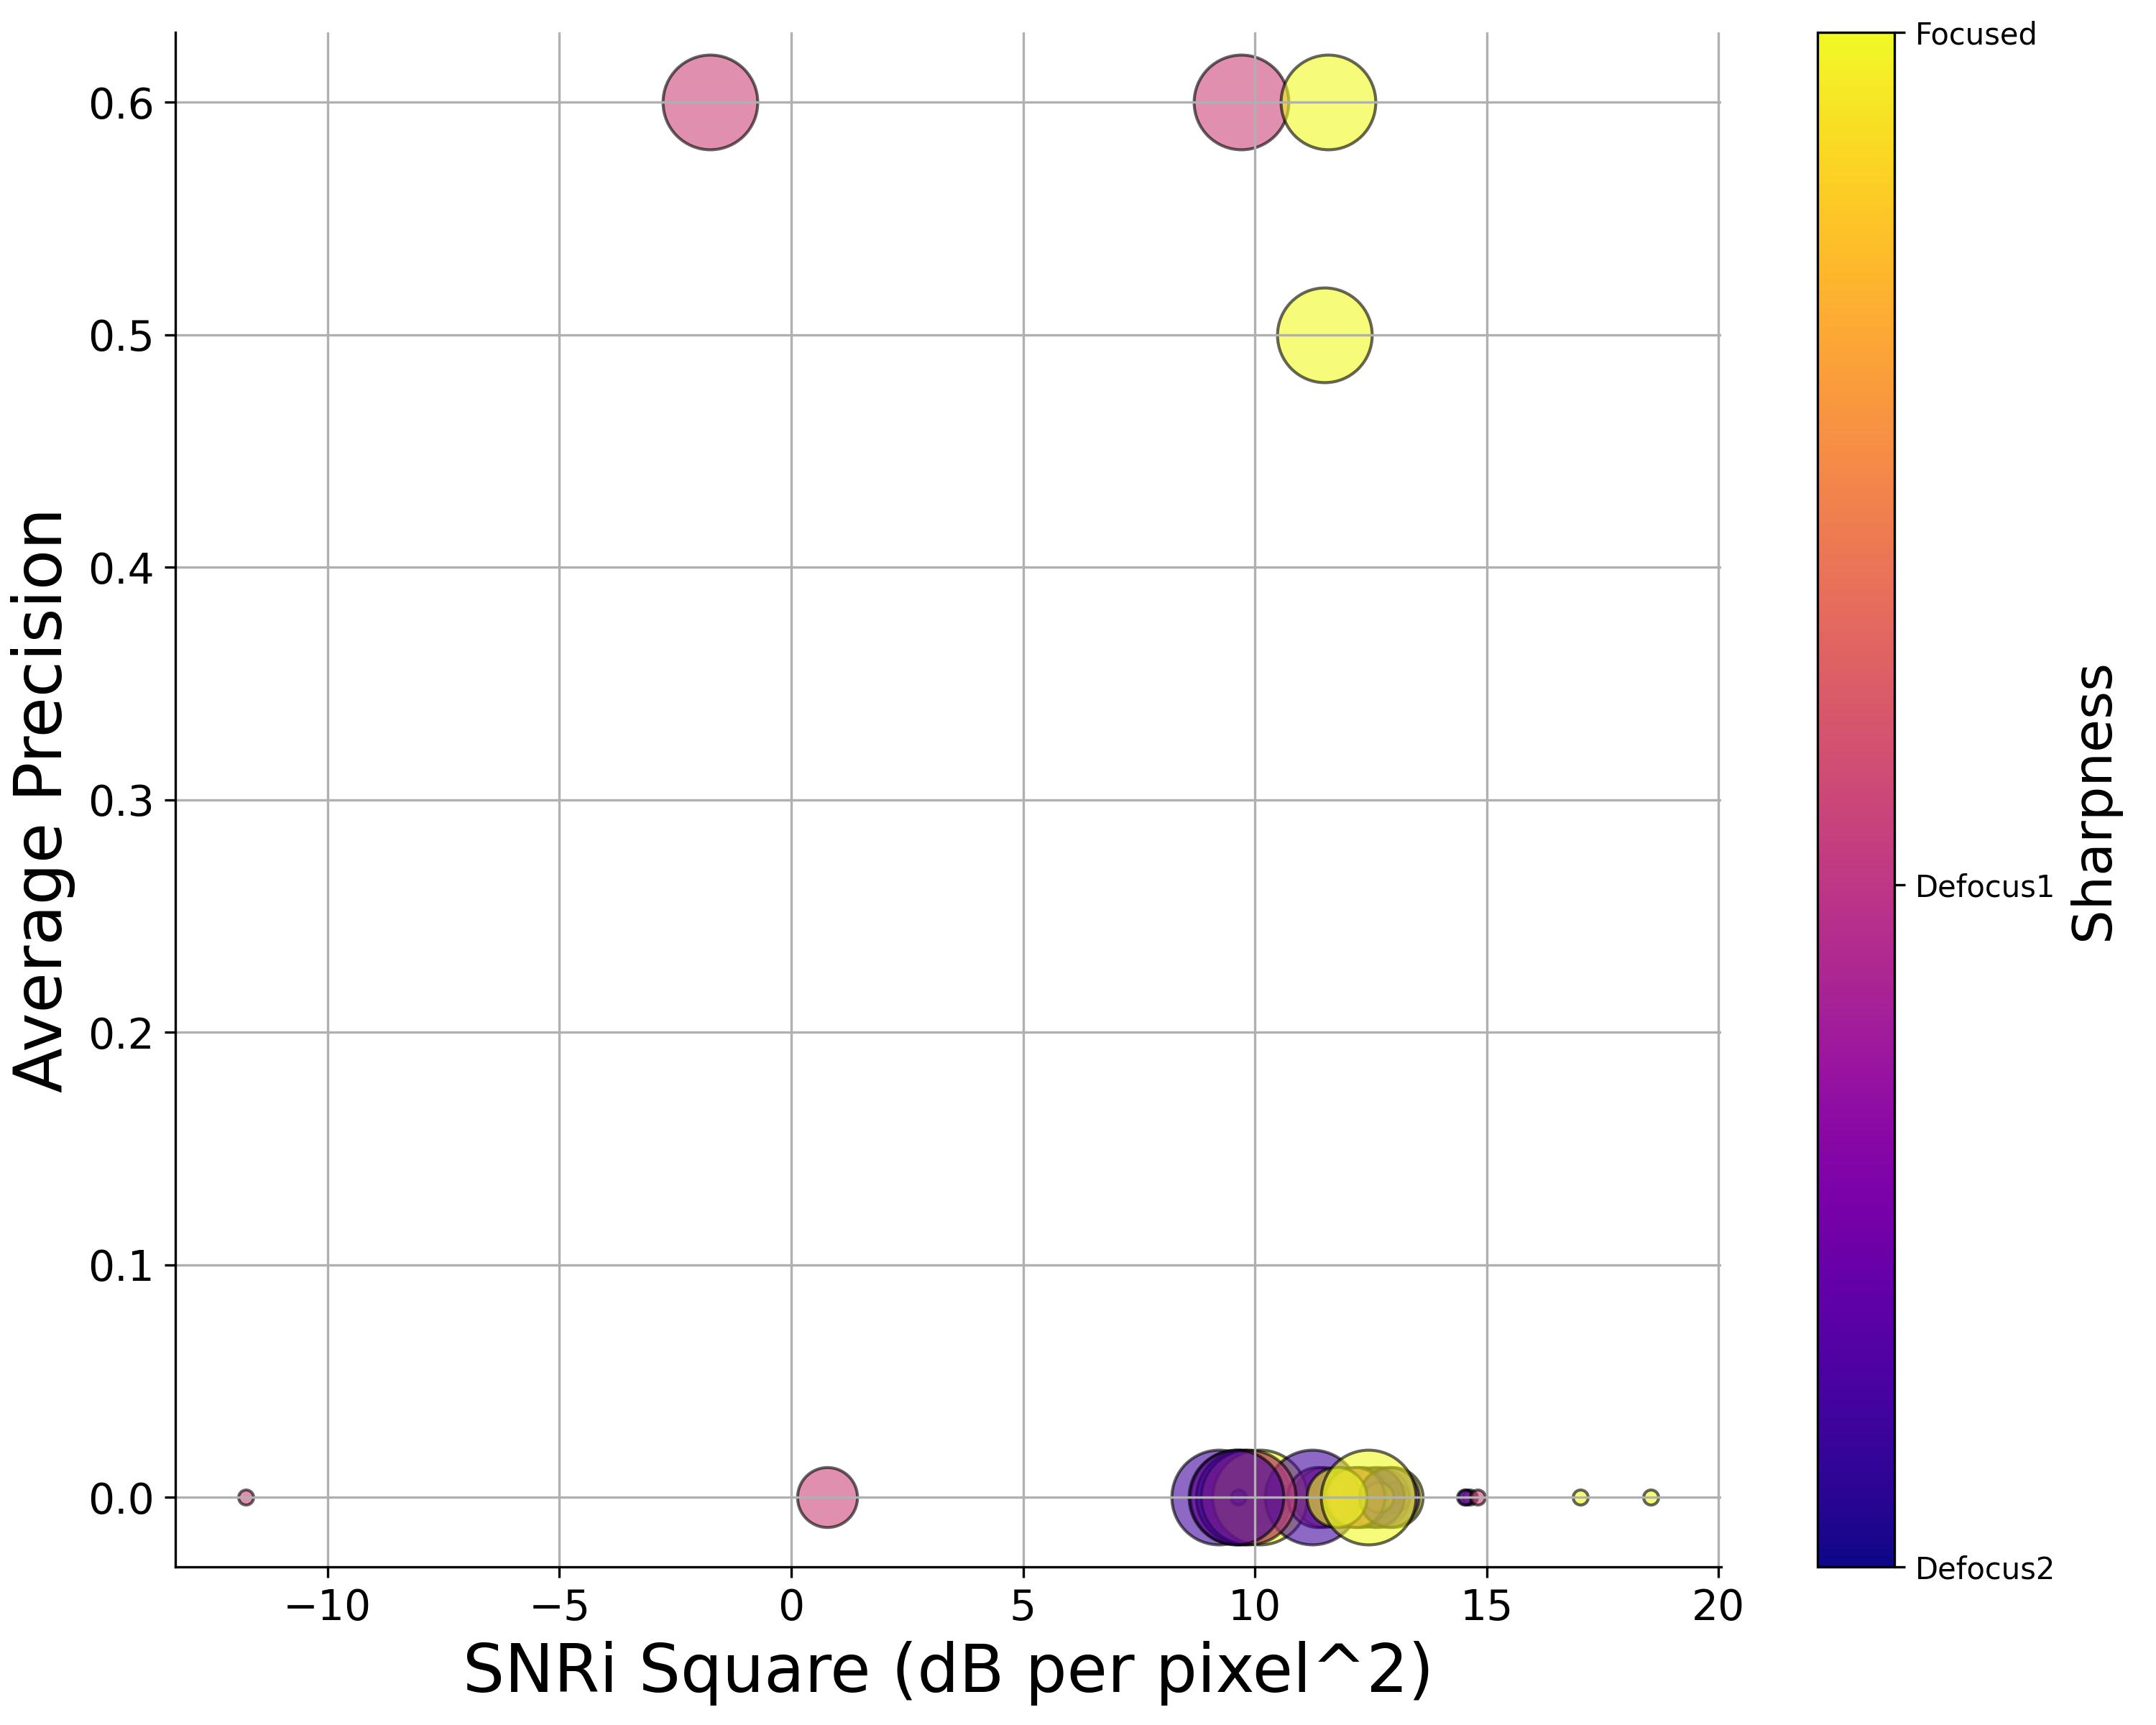 Average Precision
0.6
0.5
0.4
0.3
0.2
0.1
0.0
−10
−5
0
5
10
15
20
SNRi Square (dB per pixel^2)
Focused
Defocus1
Defocus2
Sharpness